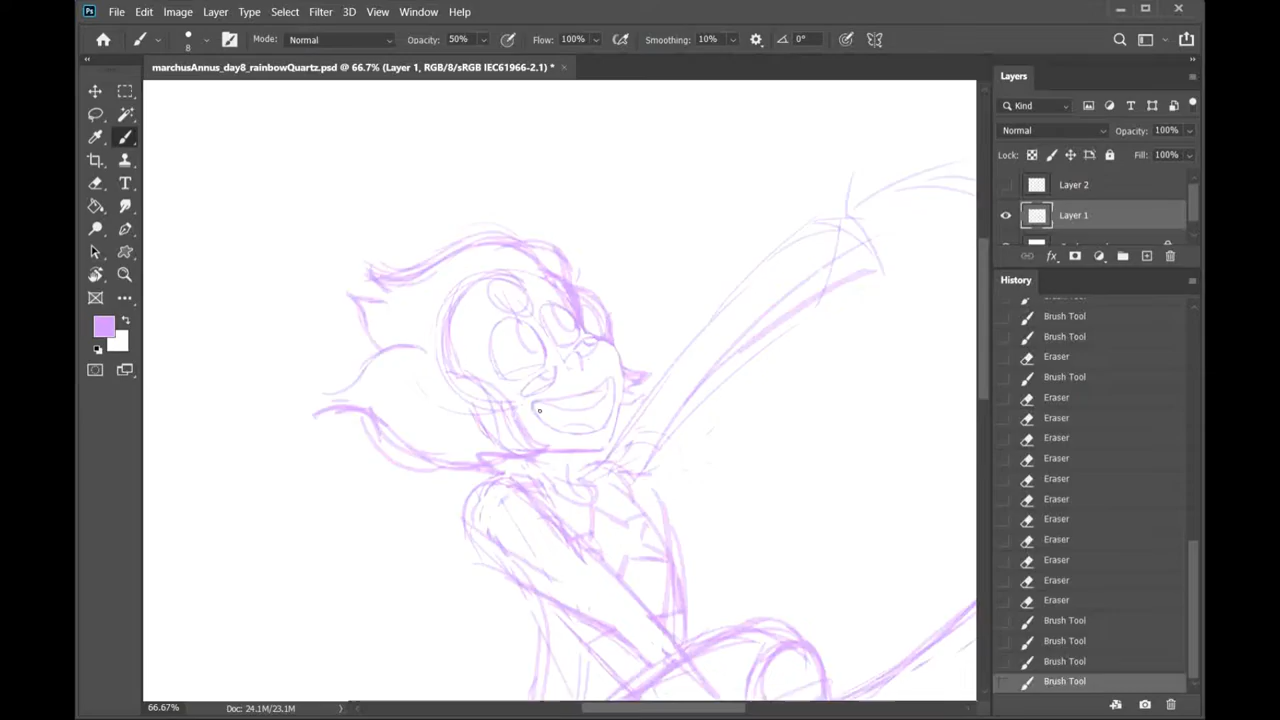 Ps File Edit Image Layer Type Select Filter 3D View Window Help
8 Mode: Normal Opacity: 50% Flow: 100% Smoothing: 10% 0°
marchusAnnus_day8_rainbowQuartz.psd @ 66.7% (Layer 1, RGB/8/sRGB IEC61966-2.1) *
Layers
Kind
Normal Opacity: 100%
Lock: Fill: 100%
Layer 2
Layer 1
fx
History
Brush Tool
Brush Tool
Eraser
Brush Tool
Eraser
Eraser
Eraser
Eraser
Eraser
Eraser
Eraser
Eraser
Eraser
Eraser
Eraser
Brush Tool
Brush Tool
Brush Tool
Brush Tool
66.67% Doc: 24.1M/23.1M